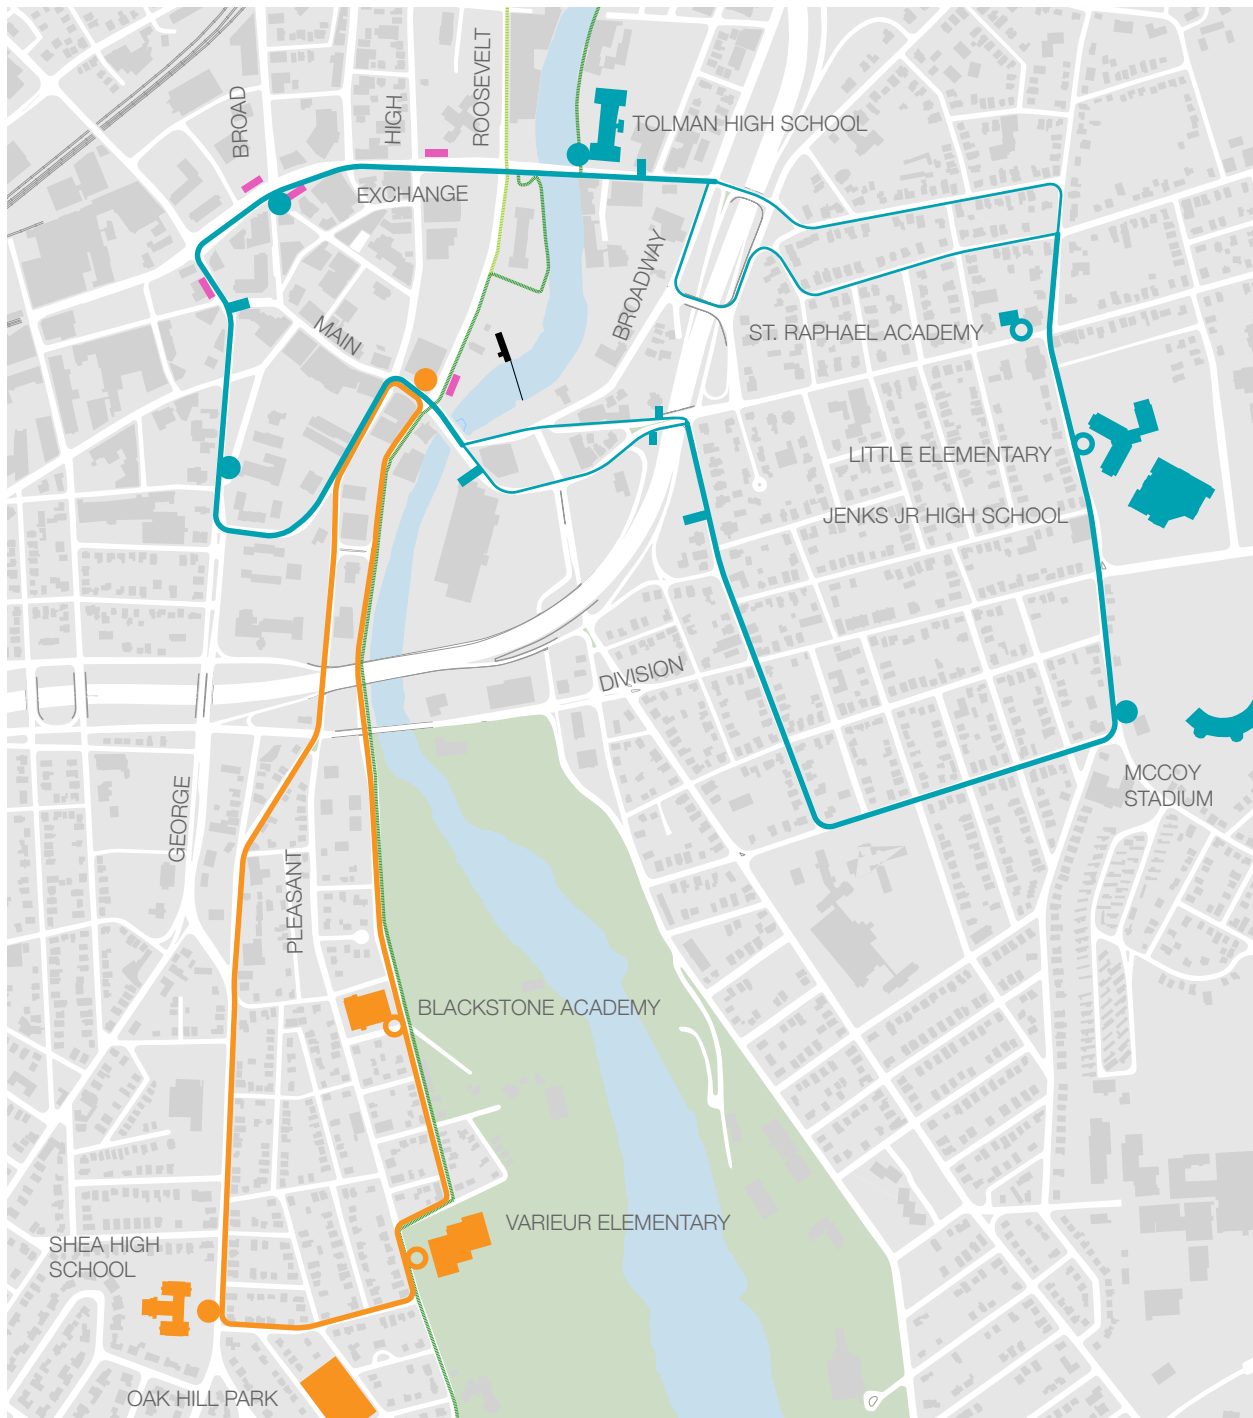 BROAD
HIGH
ROOSEVELT
TOLMAN HIGH SCHOOL
EXCHANGE
BROADWAY
MAIN
ST. RAPHAEL ACADEMY
LITTLE ELEMENTARY
JENKS JR HIGH SCHOOL
DIVISION
MCCOY
STADIUM
GEORGE
PLEASANT
BLACKSTONE ACADEMY
VARIEUR ELEMENTARY
SHEA HIGH
SCHOOL
OAK HILL PARK